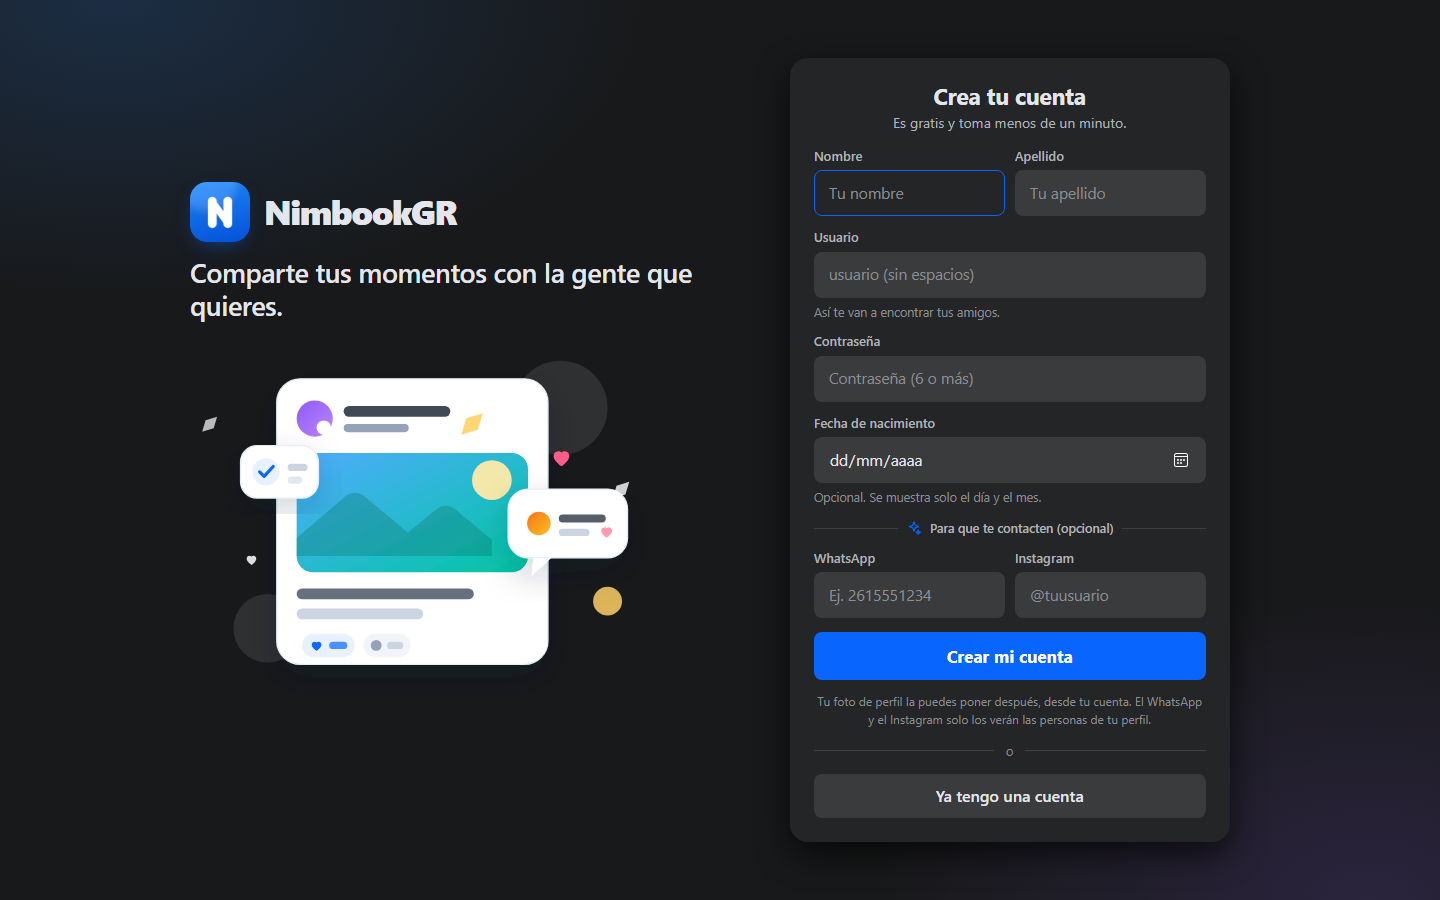 NimbookGR
Comparte tus momentos con la gente que
quieres.
Crea tu cuenta
Es gratis y toma menos de un minuto.
Nombre
Apellido
Tu nombre
Tu apellido
Usuario
usuario (sin espacios)
Así te van a encontrar tus amigos.
Contraseña
Contraseña (6 o más)
Fecha de nacimiento
dd/mm/aaaa
Opcional. Se muestra solo el día y el mes.
Para que te contacten (opcional)
WhatsApp
Instagram
Ej. 2615551234
@tuusuario
Crear mi cuenta
Tu foto de perfil la puedes poner después, desde tu cuenta. El WhatsApp
y el Instagram solo los verán las personas de tu perfil.
o
Ya tengo una cuenta